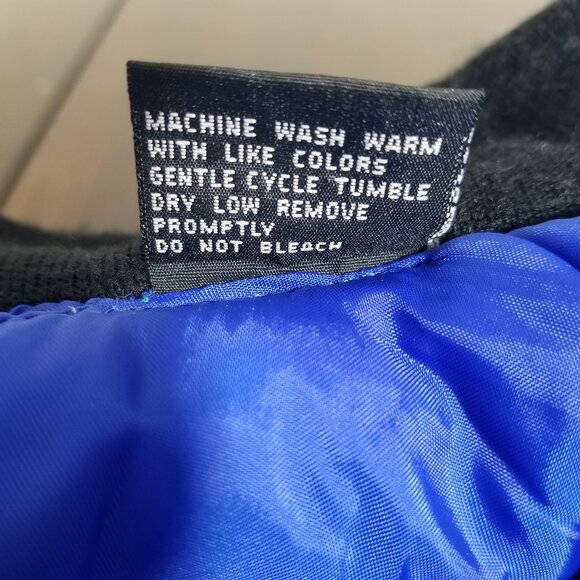 MACHINE WASH WARM
WITH LIKE COLORS
GENTLE CYCLE TUMBLE
DRY LOW REMOVE
PROMPTLY
DO NOT BLEACH